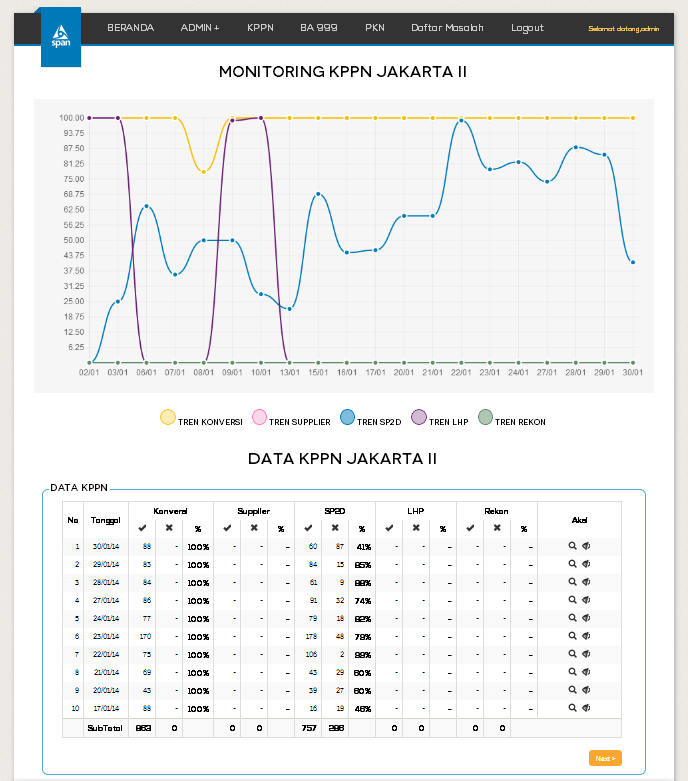 span
BERANDA ADMIN + KPPN BA 999 PKN Daftar Masalah Logout Selamat datang,admin
MONITORING KPPN JAKARTA II
100.00
93.75
87.50
81.25
75.00
68.75
62.50
56.25
50.00
43.75
37.50
31.25
25.00
18.75
12.50
6.25
02/01 03/01 06/01 07/01 08/01 09/01 10/01 13/01 15/01 16/01 17/01 20/01 21/01 22/01 23/01 24/01 27/01 28/01 29/01 30/01
TREN KONVERSI TREN SUPPLIER TREN SP2D TREN LHP TREN REKON
DATA KPPN JAKARTA II
DATA KPPN
No Tanggal Konversi Supplier SP2D LHP Rekon Aksi
✔ ✖ % ✔ ✖ % ✔ ✖ % ✔ ✖ % ✔ ✖ %
1 30/01/14 88 - 100% - - - 60 87 41% - - - - - -
2 29/01/14 83 - 100% - - - 84 15 85% - - - - - -
3 28/01/14 84 - 100% - - - 61 9 88% - - - - - -
4 27/01/14 86 - 100% - - - 91 32 74% - - - - - -
5 24/01/14 77 - 100% - - - 79 18 82% - - - - - -
6 23/01/14 170 - 100% - - - 178 48 79% - - - - - -
7 22/01/14 75 - 100% - - - 106 2 99% - - - - - -
8 21/01/14 69 - 100% - - - 43 29 60% - - - - - -
9 20/01/14 43 - 100% - - - 39 27 60% - - - - - -
10 17/01/14 88 - 100% - - - 16 19 46% - - - - - -
SubTotal 863 0 0 0 757 286 0 0 0 0
Next >